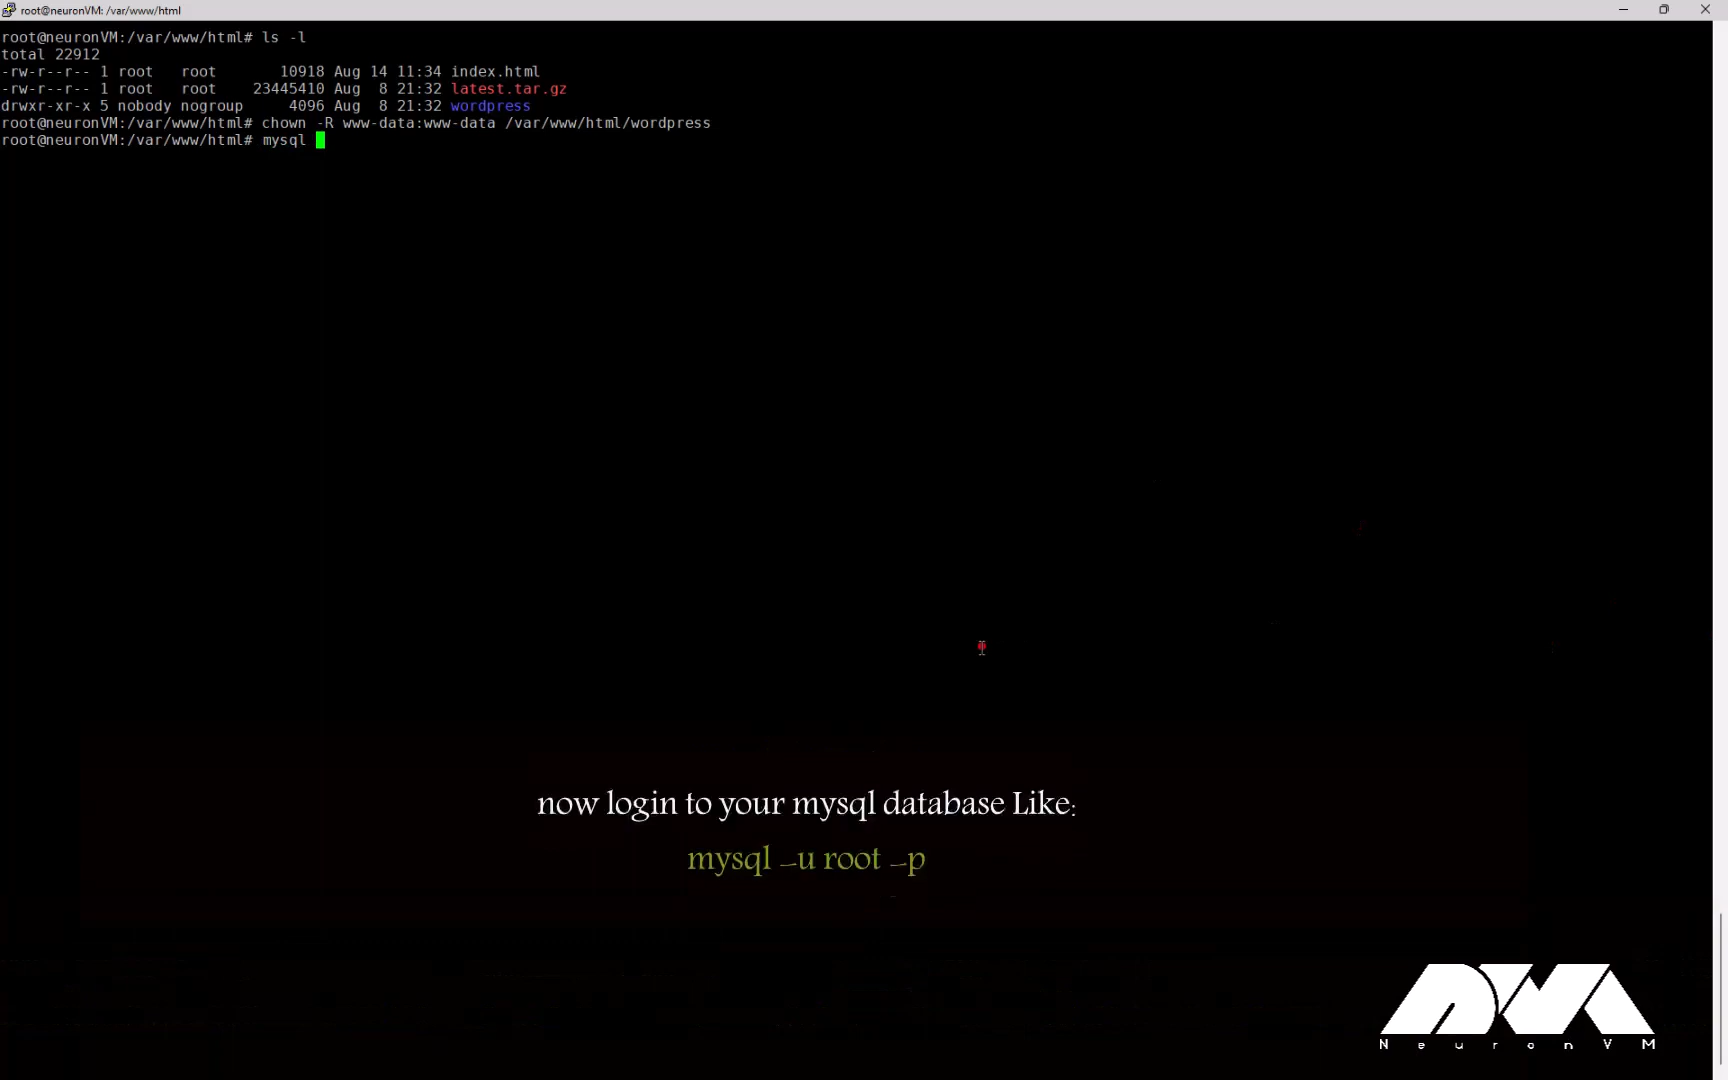 root@neuronVM: /var/www/html
root@neuronVM:/var/www/html# ls -l
total 22912
-rw-r--r-- 1 root   root      10918 Aug 14 11:34 index.html
-rw-r--r-- 1 root   root   23445410 Aug  8 21:32 latest.tar.gz
drwxr-xr-x 5 nobody nogroup     4096 Aug  8 21:32 wordpress
root@neuronVM:/var/www/html# chown -R www-data:www-data /var/www/html/wordpress
root@neuronVM:/var/www/html# mysql
now login to your mysql database Like:
mysql -u root -p
NeuronVM